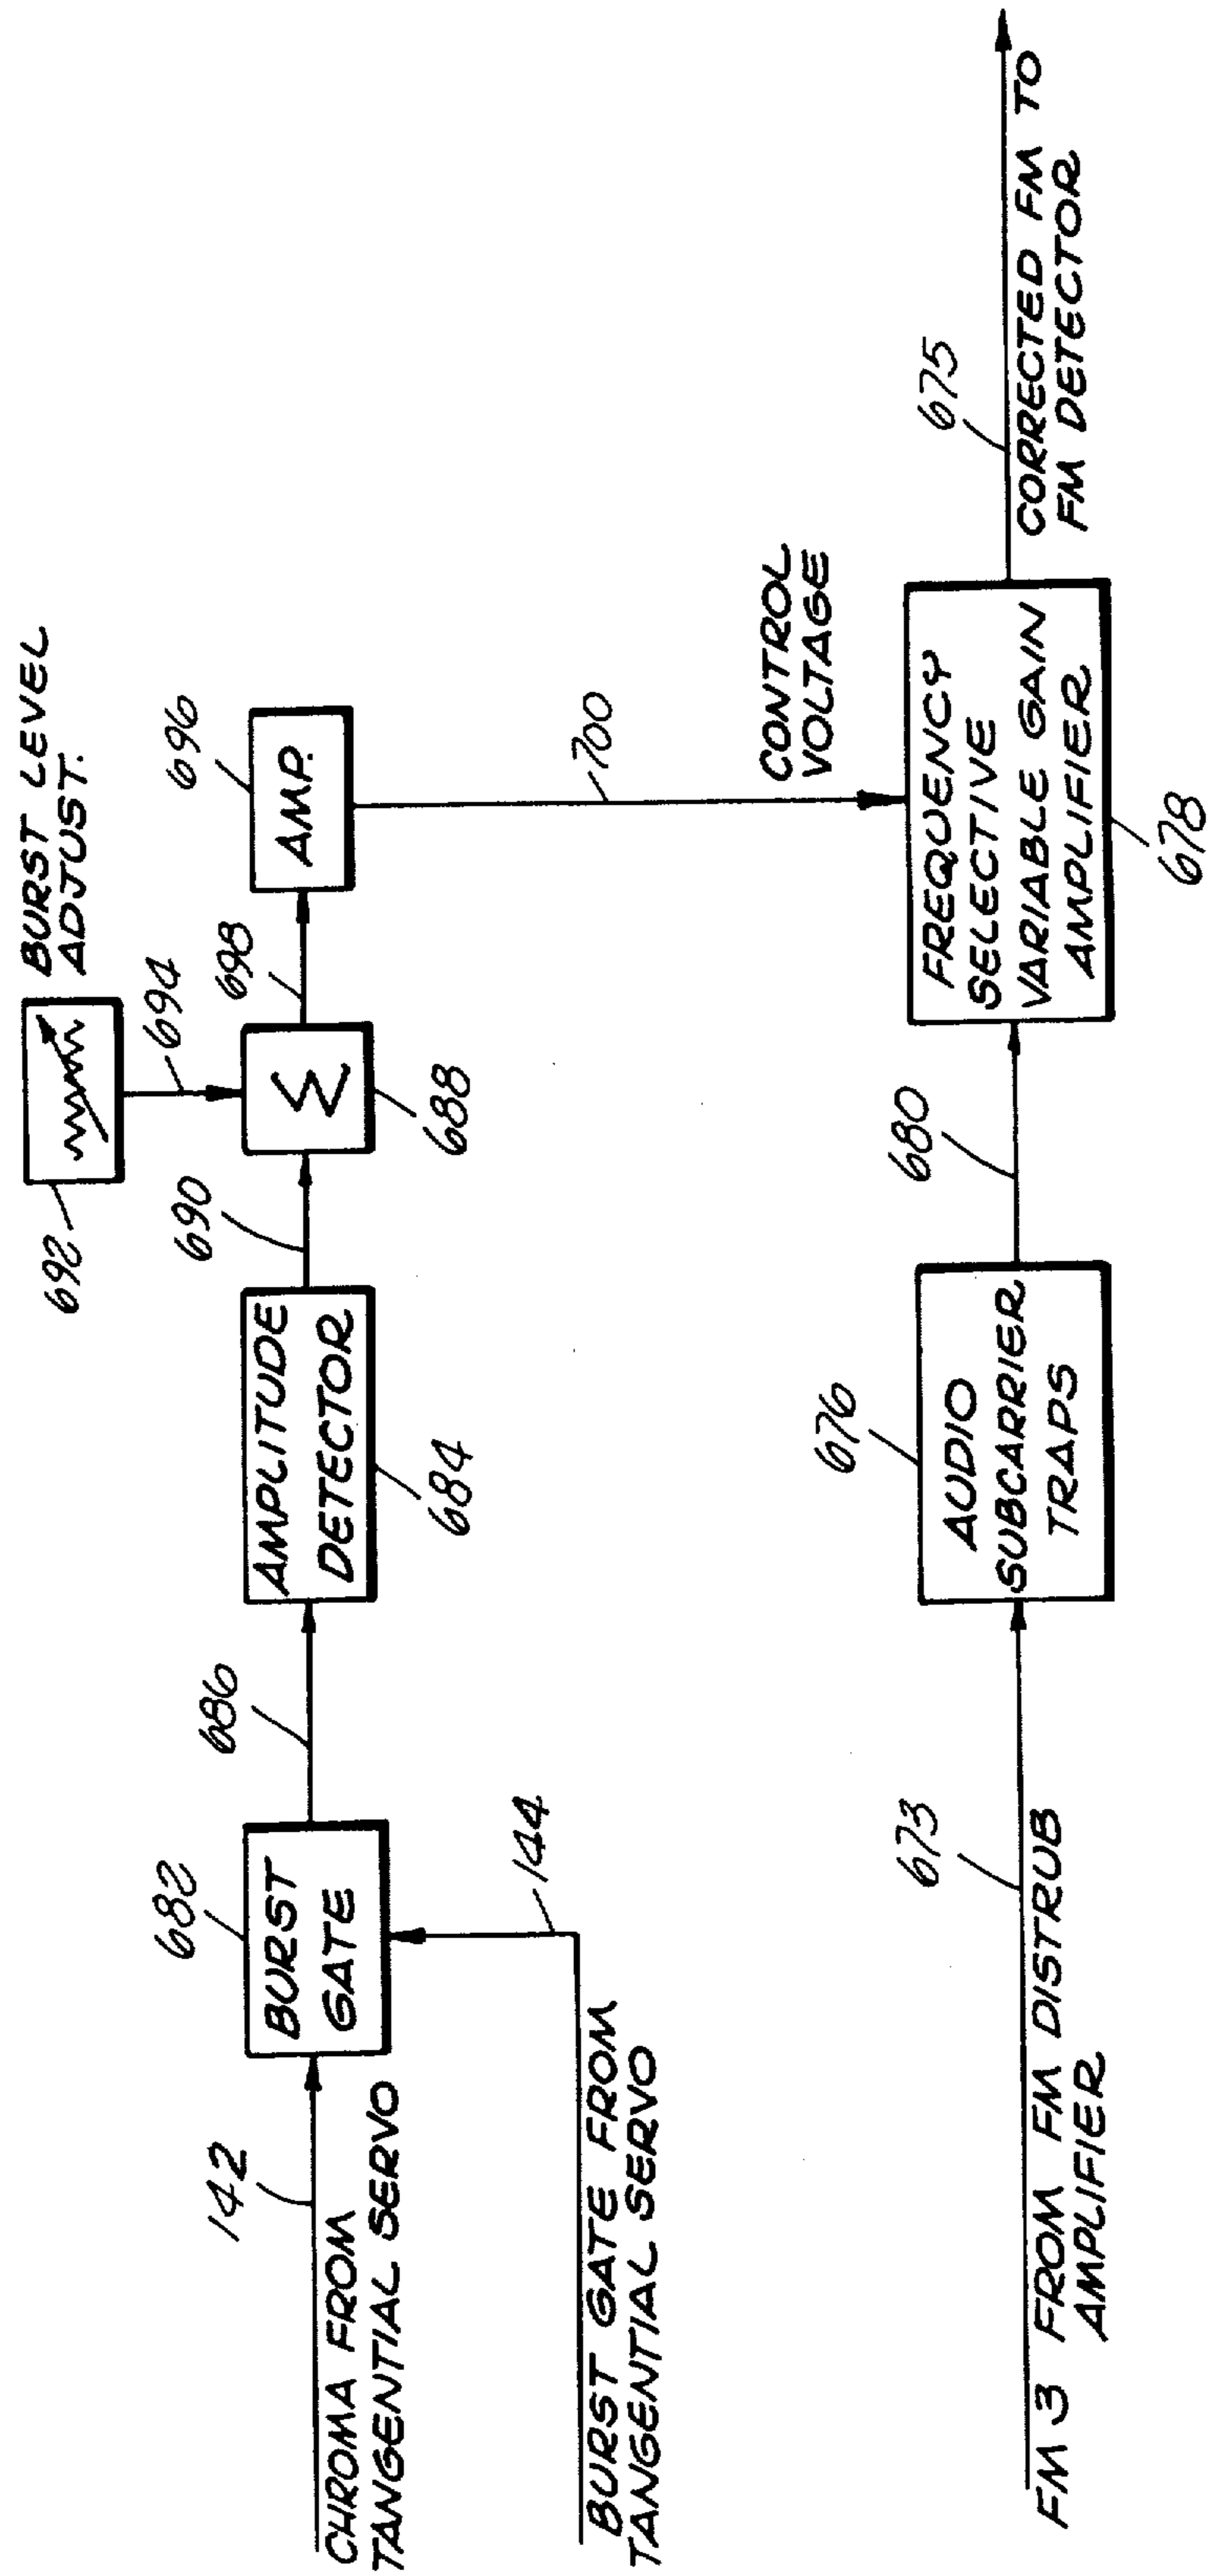 692
BURST LEVEL
ADJUST.
694
682
BURST
GATE
686
AMPLITUDE
DETECTOR
684
690
Σ
688
698
AMP.
696
142
CHROMA FROM
TANGENTIAL SERVO
144
BURST GATE FROM
TANGENTIAL SERVO
700
CONTROL
VOLTAGE
673
FM 3 FROM FM DISTRUB
AMPLIFIER
676
AUDIO
SUBCARRIER
TRAPS
680
FREQUENCY
SELECTIVE
VARIABLE GAIN
AMPLIFIER
678
675
CORRECTED FM TO
FM DETECTOR